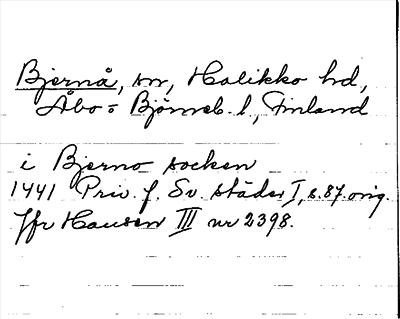 Bjernå, sn, Halikko hd,
Åbo = Björneb. l., Finland
i Bjerno socken
1441 Priv. f. Sv. städer I, s. 87. orig.
Jfr Hausen III nr 2398.